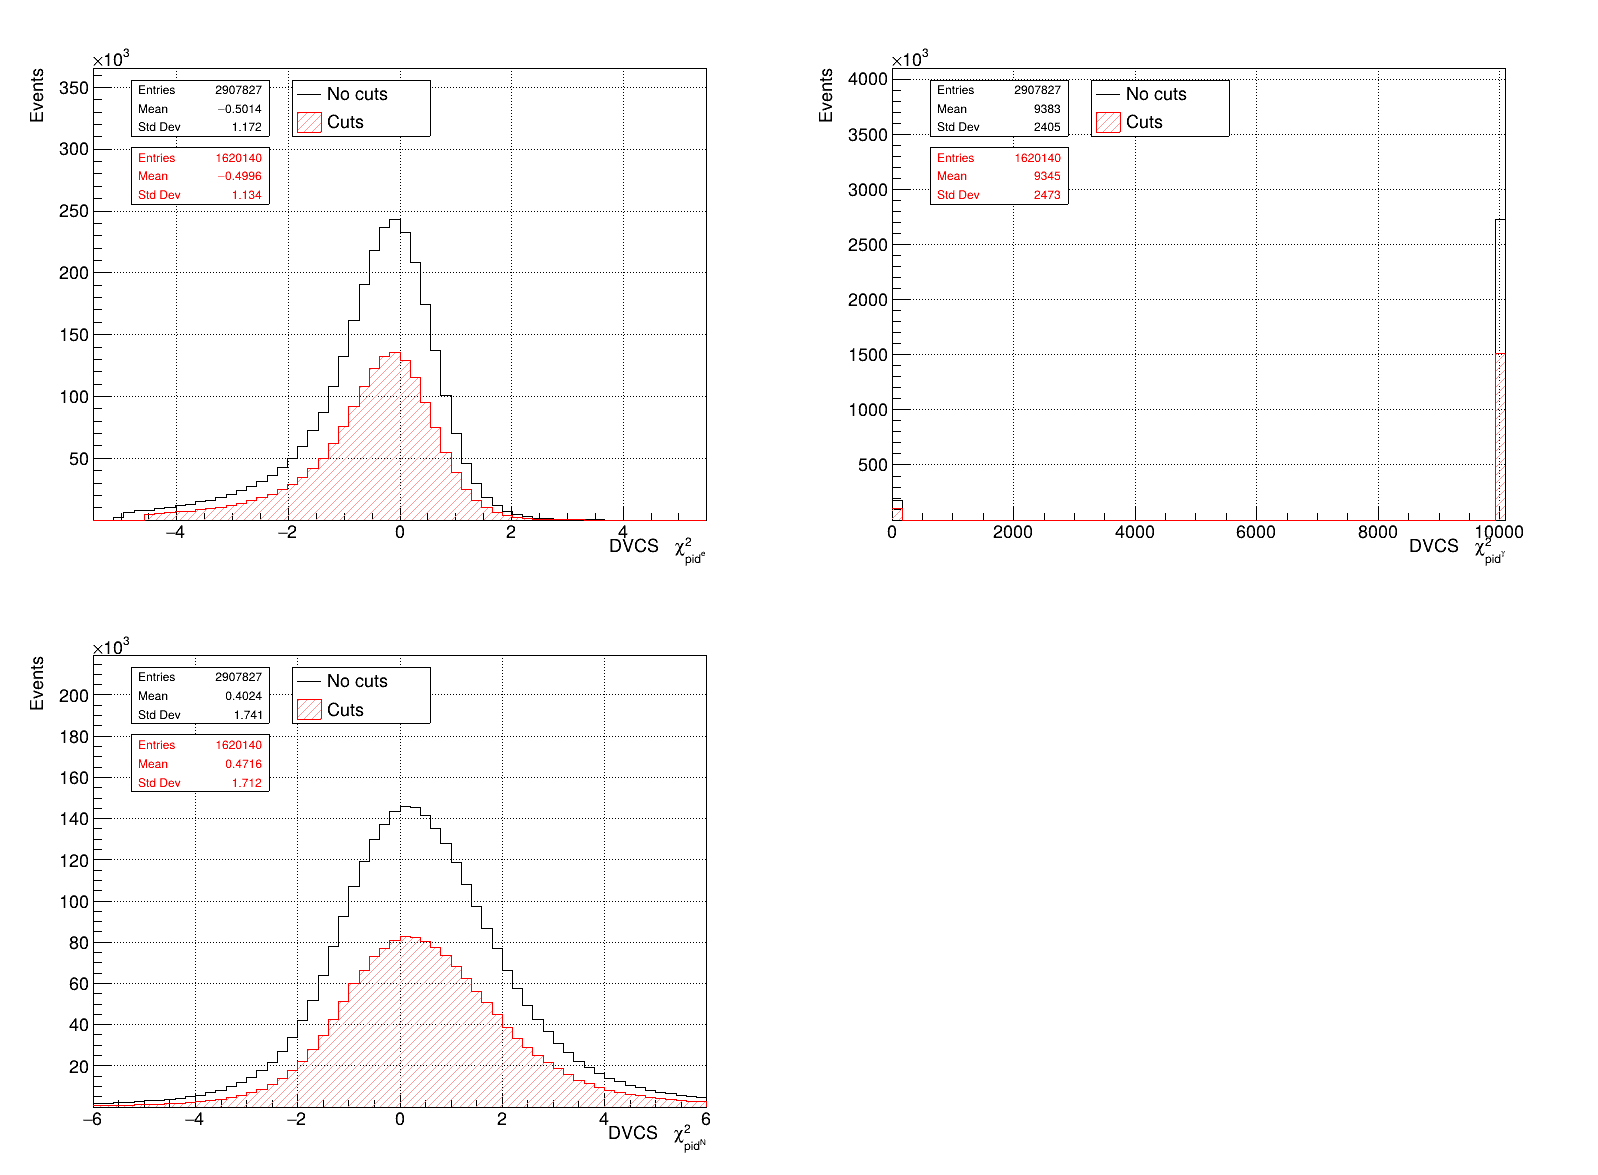 ×10³
Events
Entries 2907827
Mean −0.5014
Std Dev 1.172
Entries 1620140
Mean −0.4996
Std Dev 1.134
No cuts
Cuts
350
300
250
200
150
100
50
−4 −2 0 2 4
DVCS χ²pidᵉ
×10³
Events
Entries 2907827
Mean 9383
Std Dev 2405
Entries 1620140
Mean 9345
Std Dev 2473
No cuts
Cuts
4000
3500
3000
2500
2000
1500
1000
500
0 2000 4000 6000 8000 10000
DVCS χ²pidᵞ
×10³
Events
Entries 2907827
Mean 0.4024
Std Dev 1.741
Entries 1620140
Mean 0.4716
Std Dev 1.712
No cuts
Cuts
200
180
160
140
120
100
80
60
40
20
−6 −4 −2 0 2 4 6
DVCS χ²pidᴺ